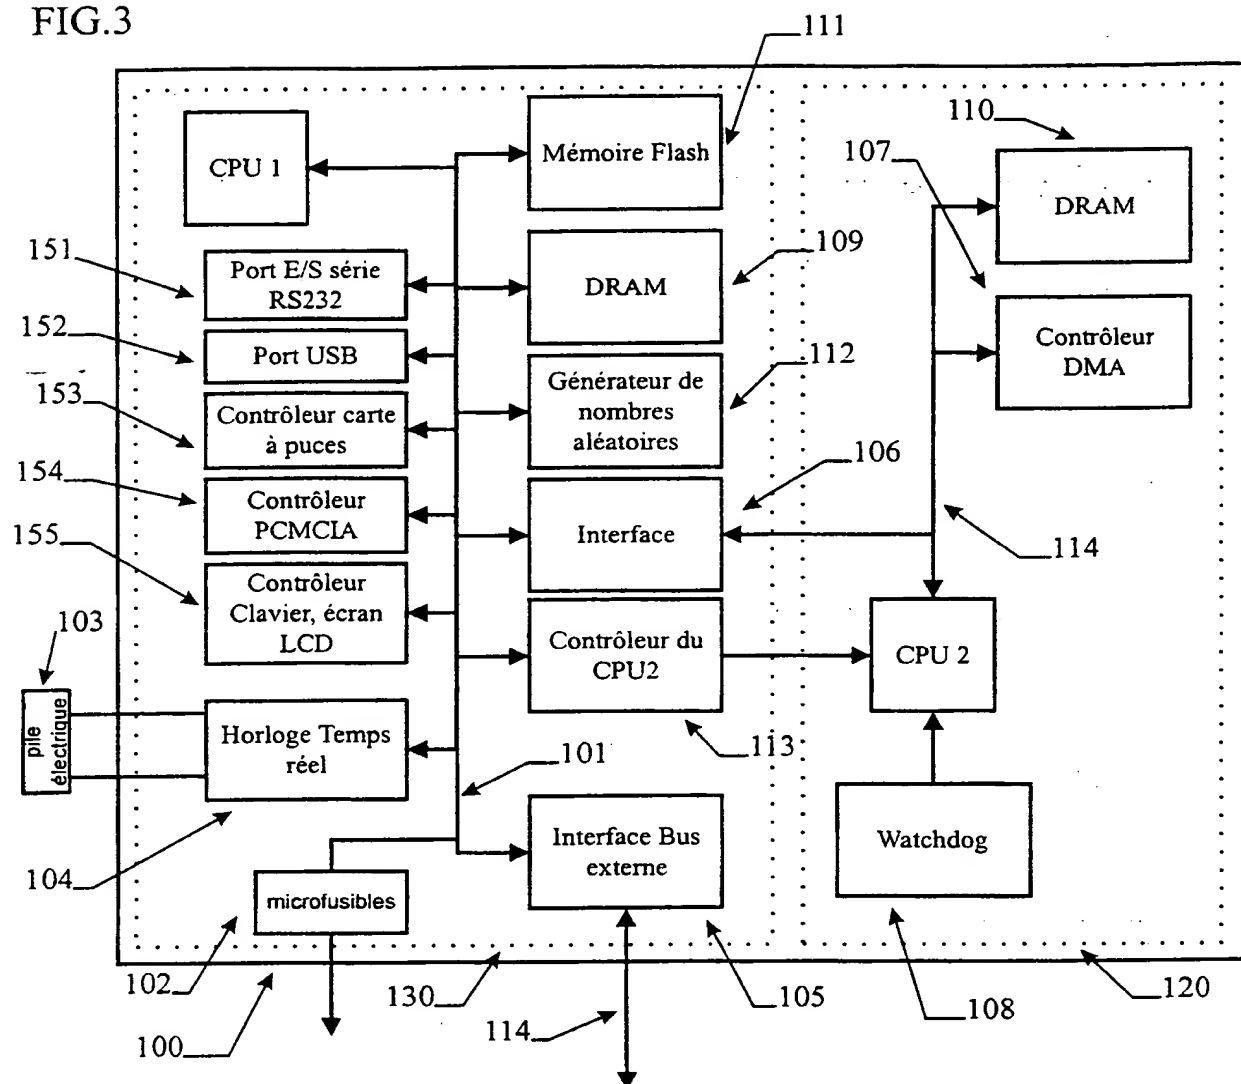 FIG.3
111
110
107
109
112
106
114
151
152
153
154
155
103
101
113
104
102
100
130
114
105
108
120
CPU 1
Mémoire Flash
DRAM
Port E/S série
RS232
DRAM
Port USB
Générateur de
nombres
aléatoires
Contrôleur
DMA
Contrôleur carte
à puces
Contrôleur
PCMCIA
Interface
Contrôleur
Clavier, écran
LCD
Contrôleur du
CPU2
CPU 2
pile
électrique
Horloge Temps
réel
Interface Bus
externe
Watchdog
microfusibles